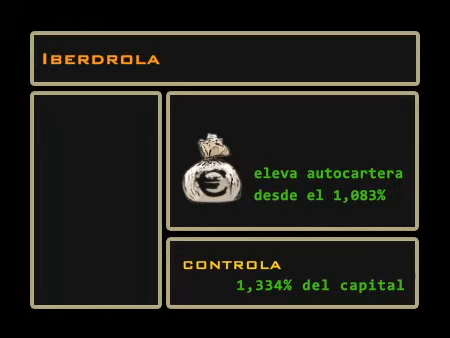 Iberdrola
eleva autocartera
desde el 1,083%
CONTROLA
1,334% del capital